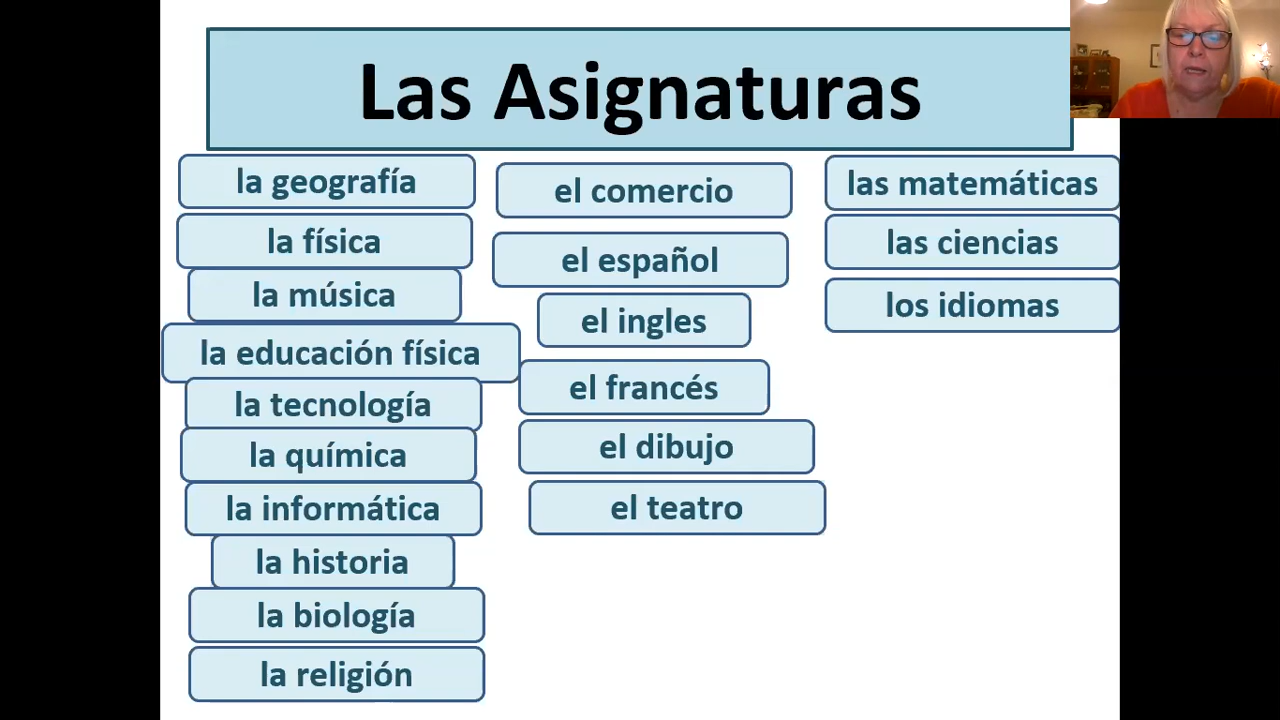 Las Asignaturas
la geografía
la física
la música
la educación física
la tecnología
la química
la informática
la historia
la biología
la religión
el comercio
el español
el ingles
el francés
el dibujo
el teatro
las matemáticas
las ciencias
los idiomas